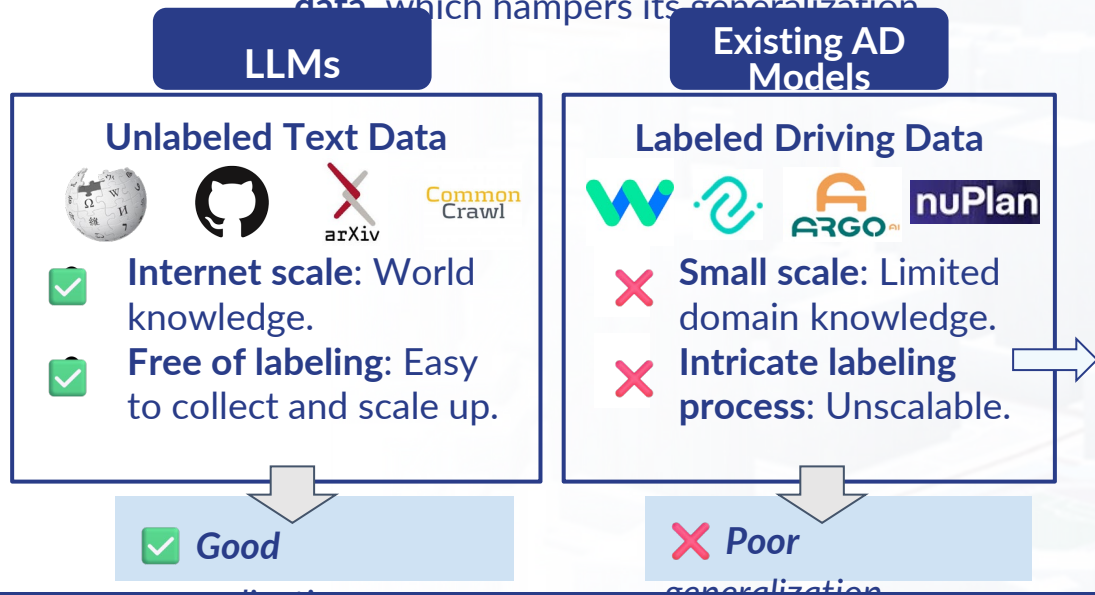 data, which hampers its generalization
LLMs
Existing AD
Models
Unlabeled Text Data
Labeled Driving Data
arXiv
Common
Crawl
ARGO AI
nuPlan
Internet scale: World
knowledge.
Free of labeling: Easy
to collect and scale up.
Small scale: Limited
domain knowledge.
Intricate labeling
process: Unscalable.
Good
Poor
generalization